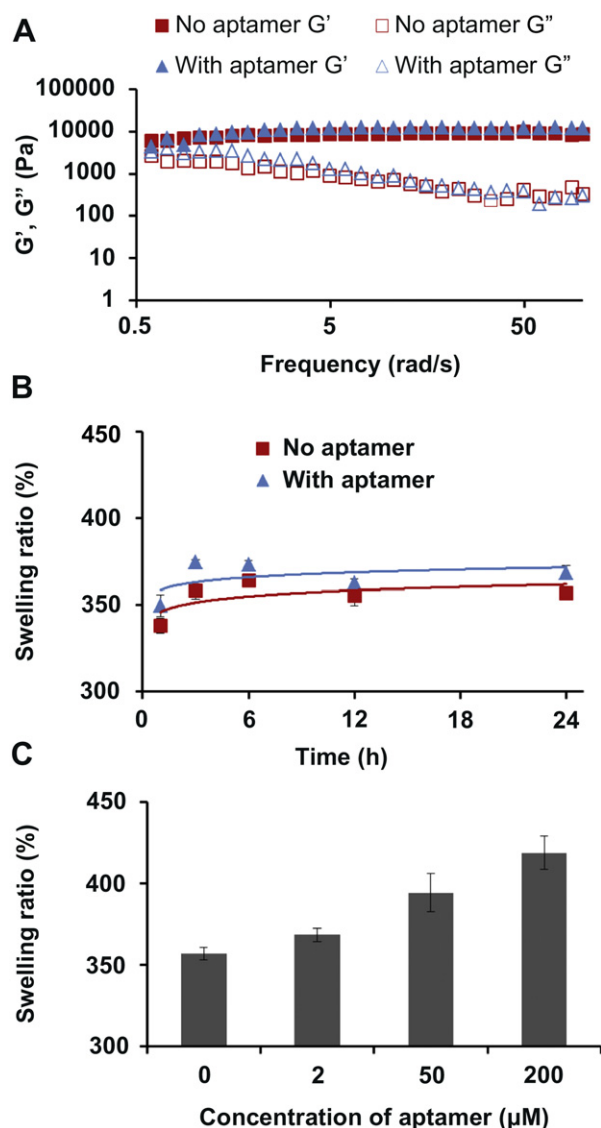 A
No aptamer G’ No aptamer G”
With aptamer G’ With aptamer G”
100000
10000
1000
100
10
1
G’, G” (Pa)
0.5 5 50
Frequency (rad/s)
B
450
400
350
300
Swelling ratio (%)
No aptamer
With aptamer
0 6 12 18 24
Time (h)
C
450
400
350
300
Swelling ratio (%)
0 2 50 200
Concentration of aptamer (µM)